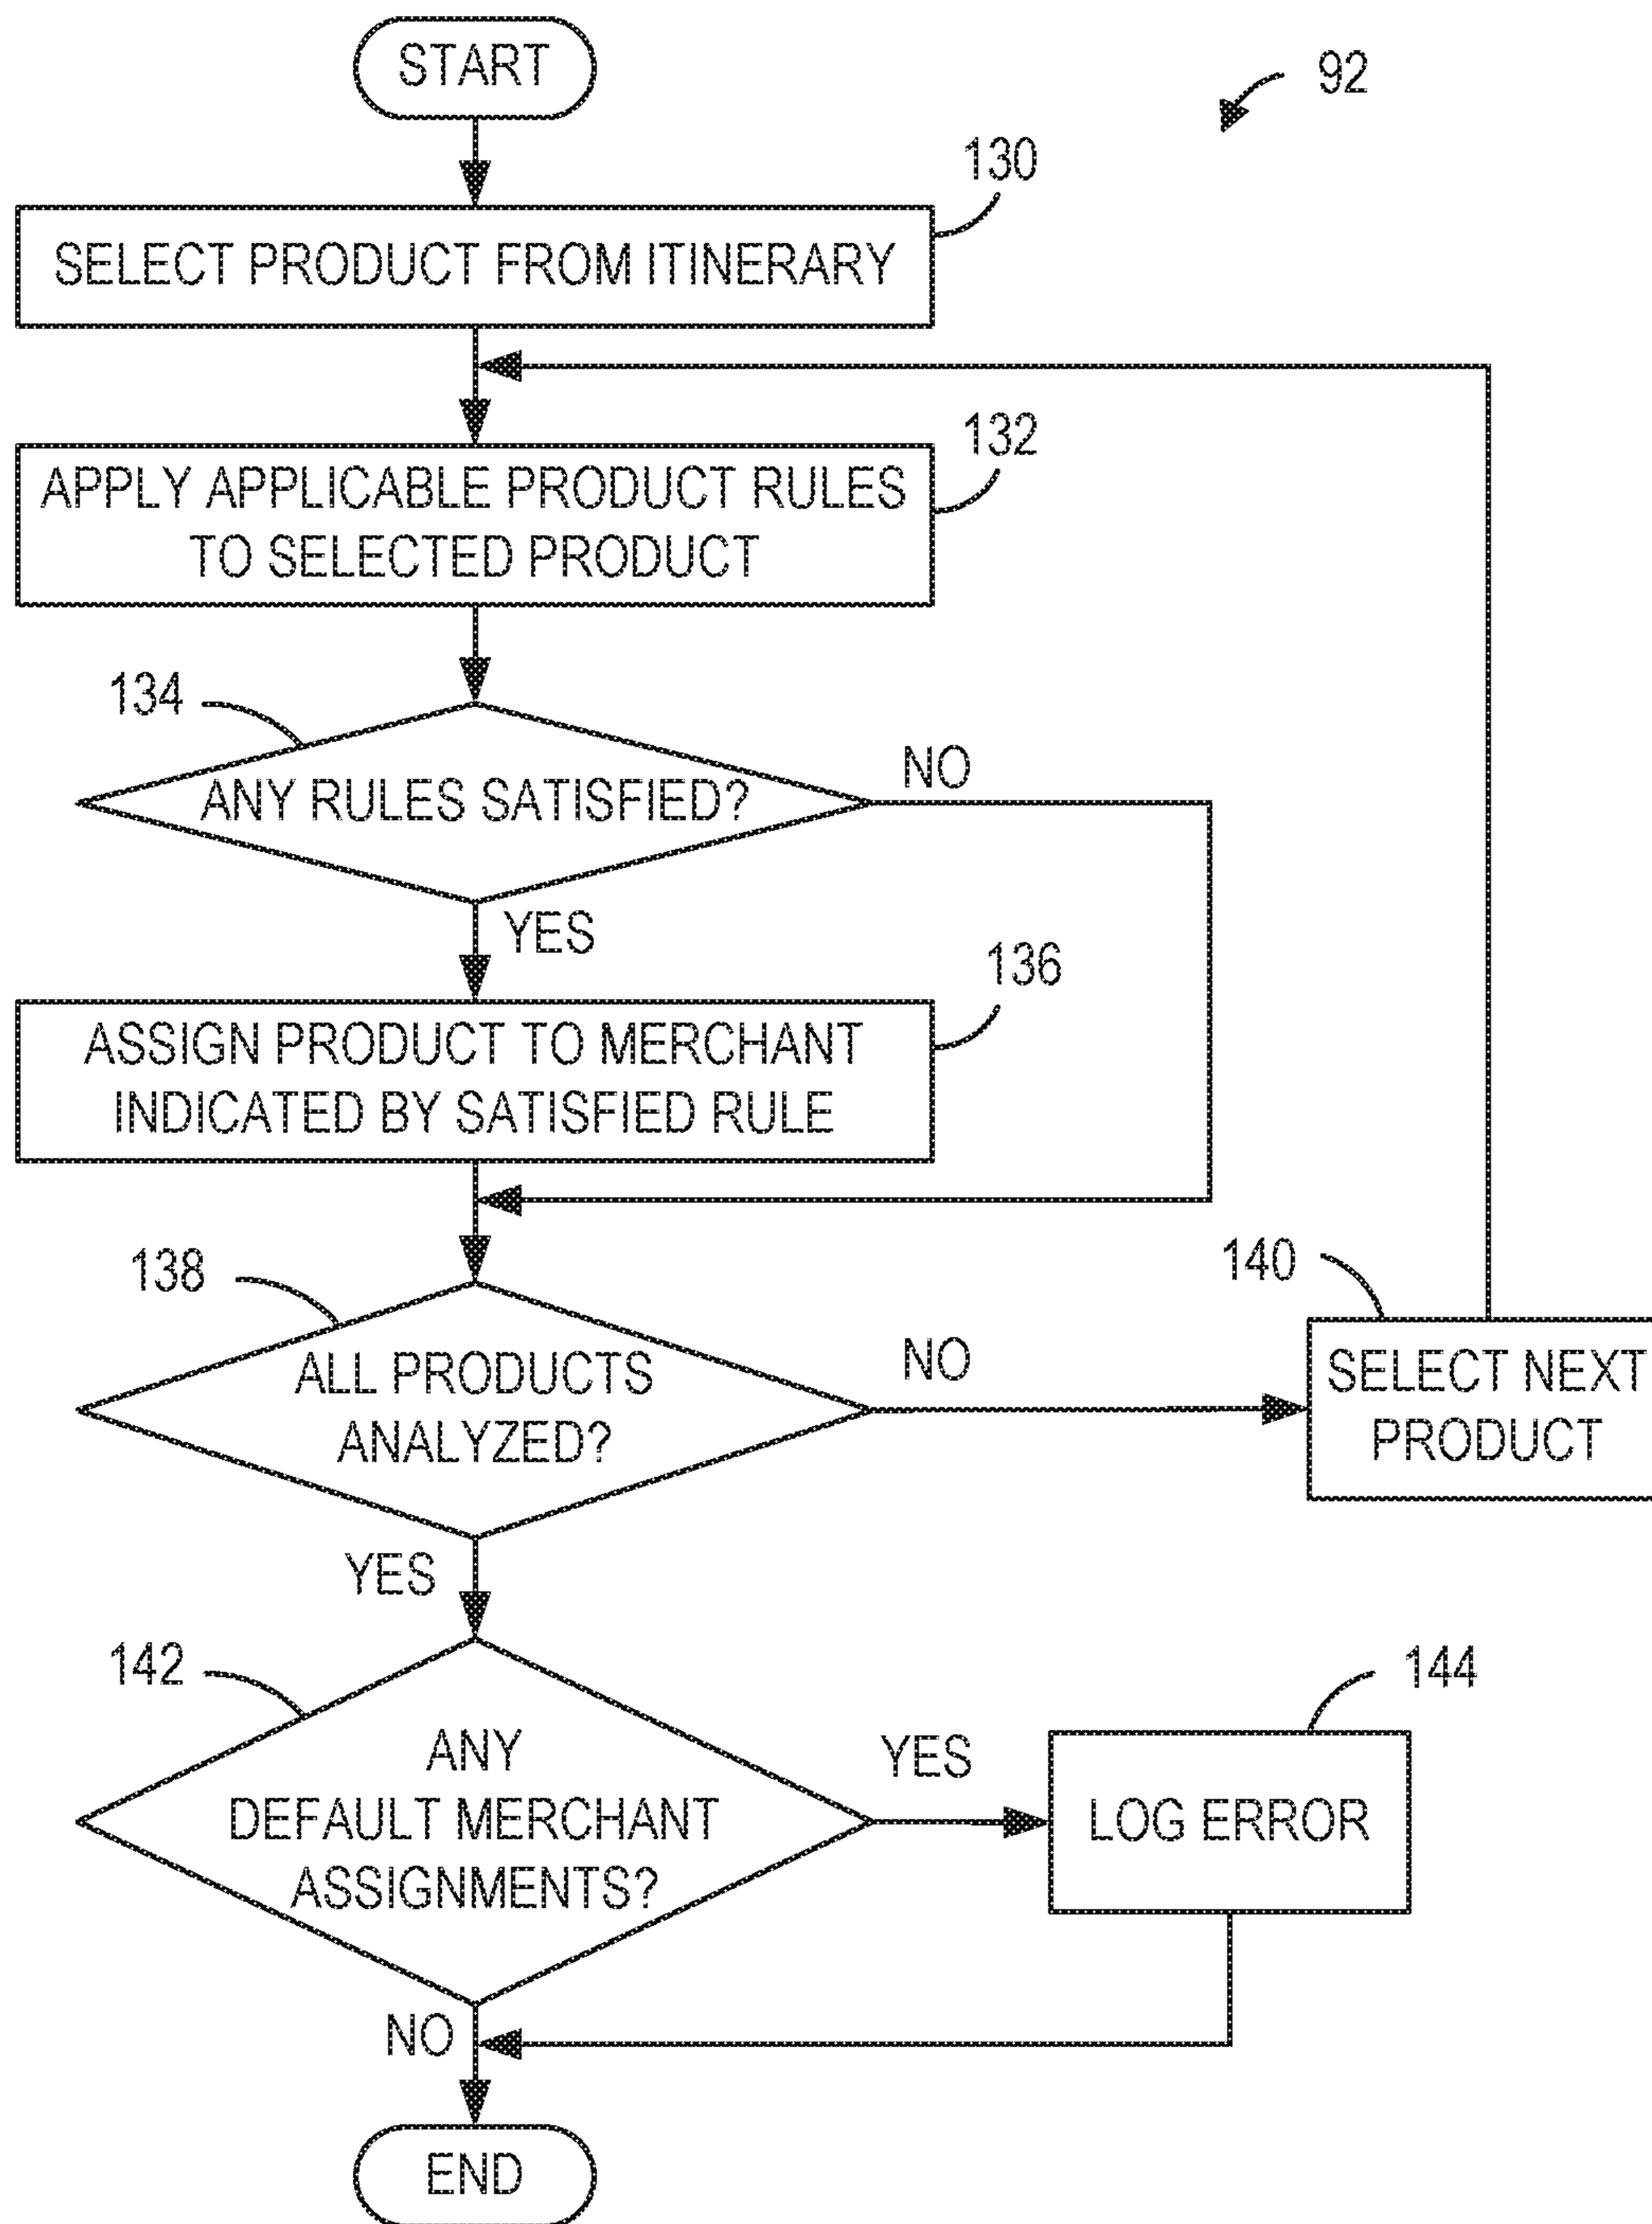 START
92
130
SELECT PRODUCT FROM ITINERARY
132
APPLY APPLICABLE PRODUCT RULES
TO SELECTED PRODUCT
134
ANY RULES SATISFIED?
NO
YES
136
ASSIGN PRODUCT TO MERCHANT
INDICATED BY SATISFIED RULE
138
ALL PRODUCTS
ANALYZED?
NO
140
SELECT NEXT
PRODUCT
YES
142
ANY
DEFAULT MERCHANT
ASSIGNMENTS?
YES
144
LOG ERROR
NO
END